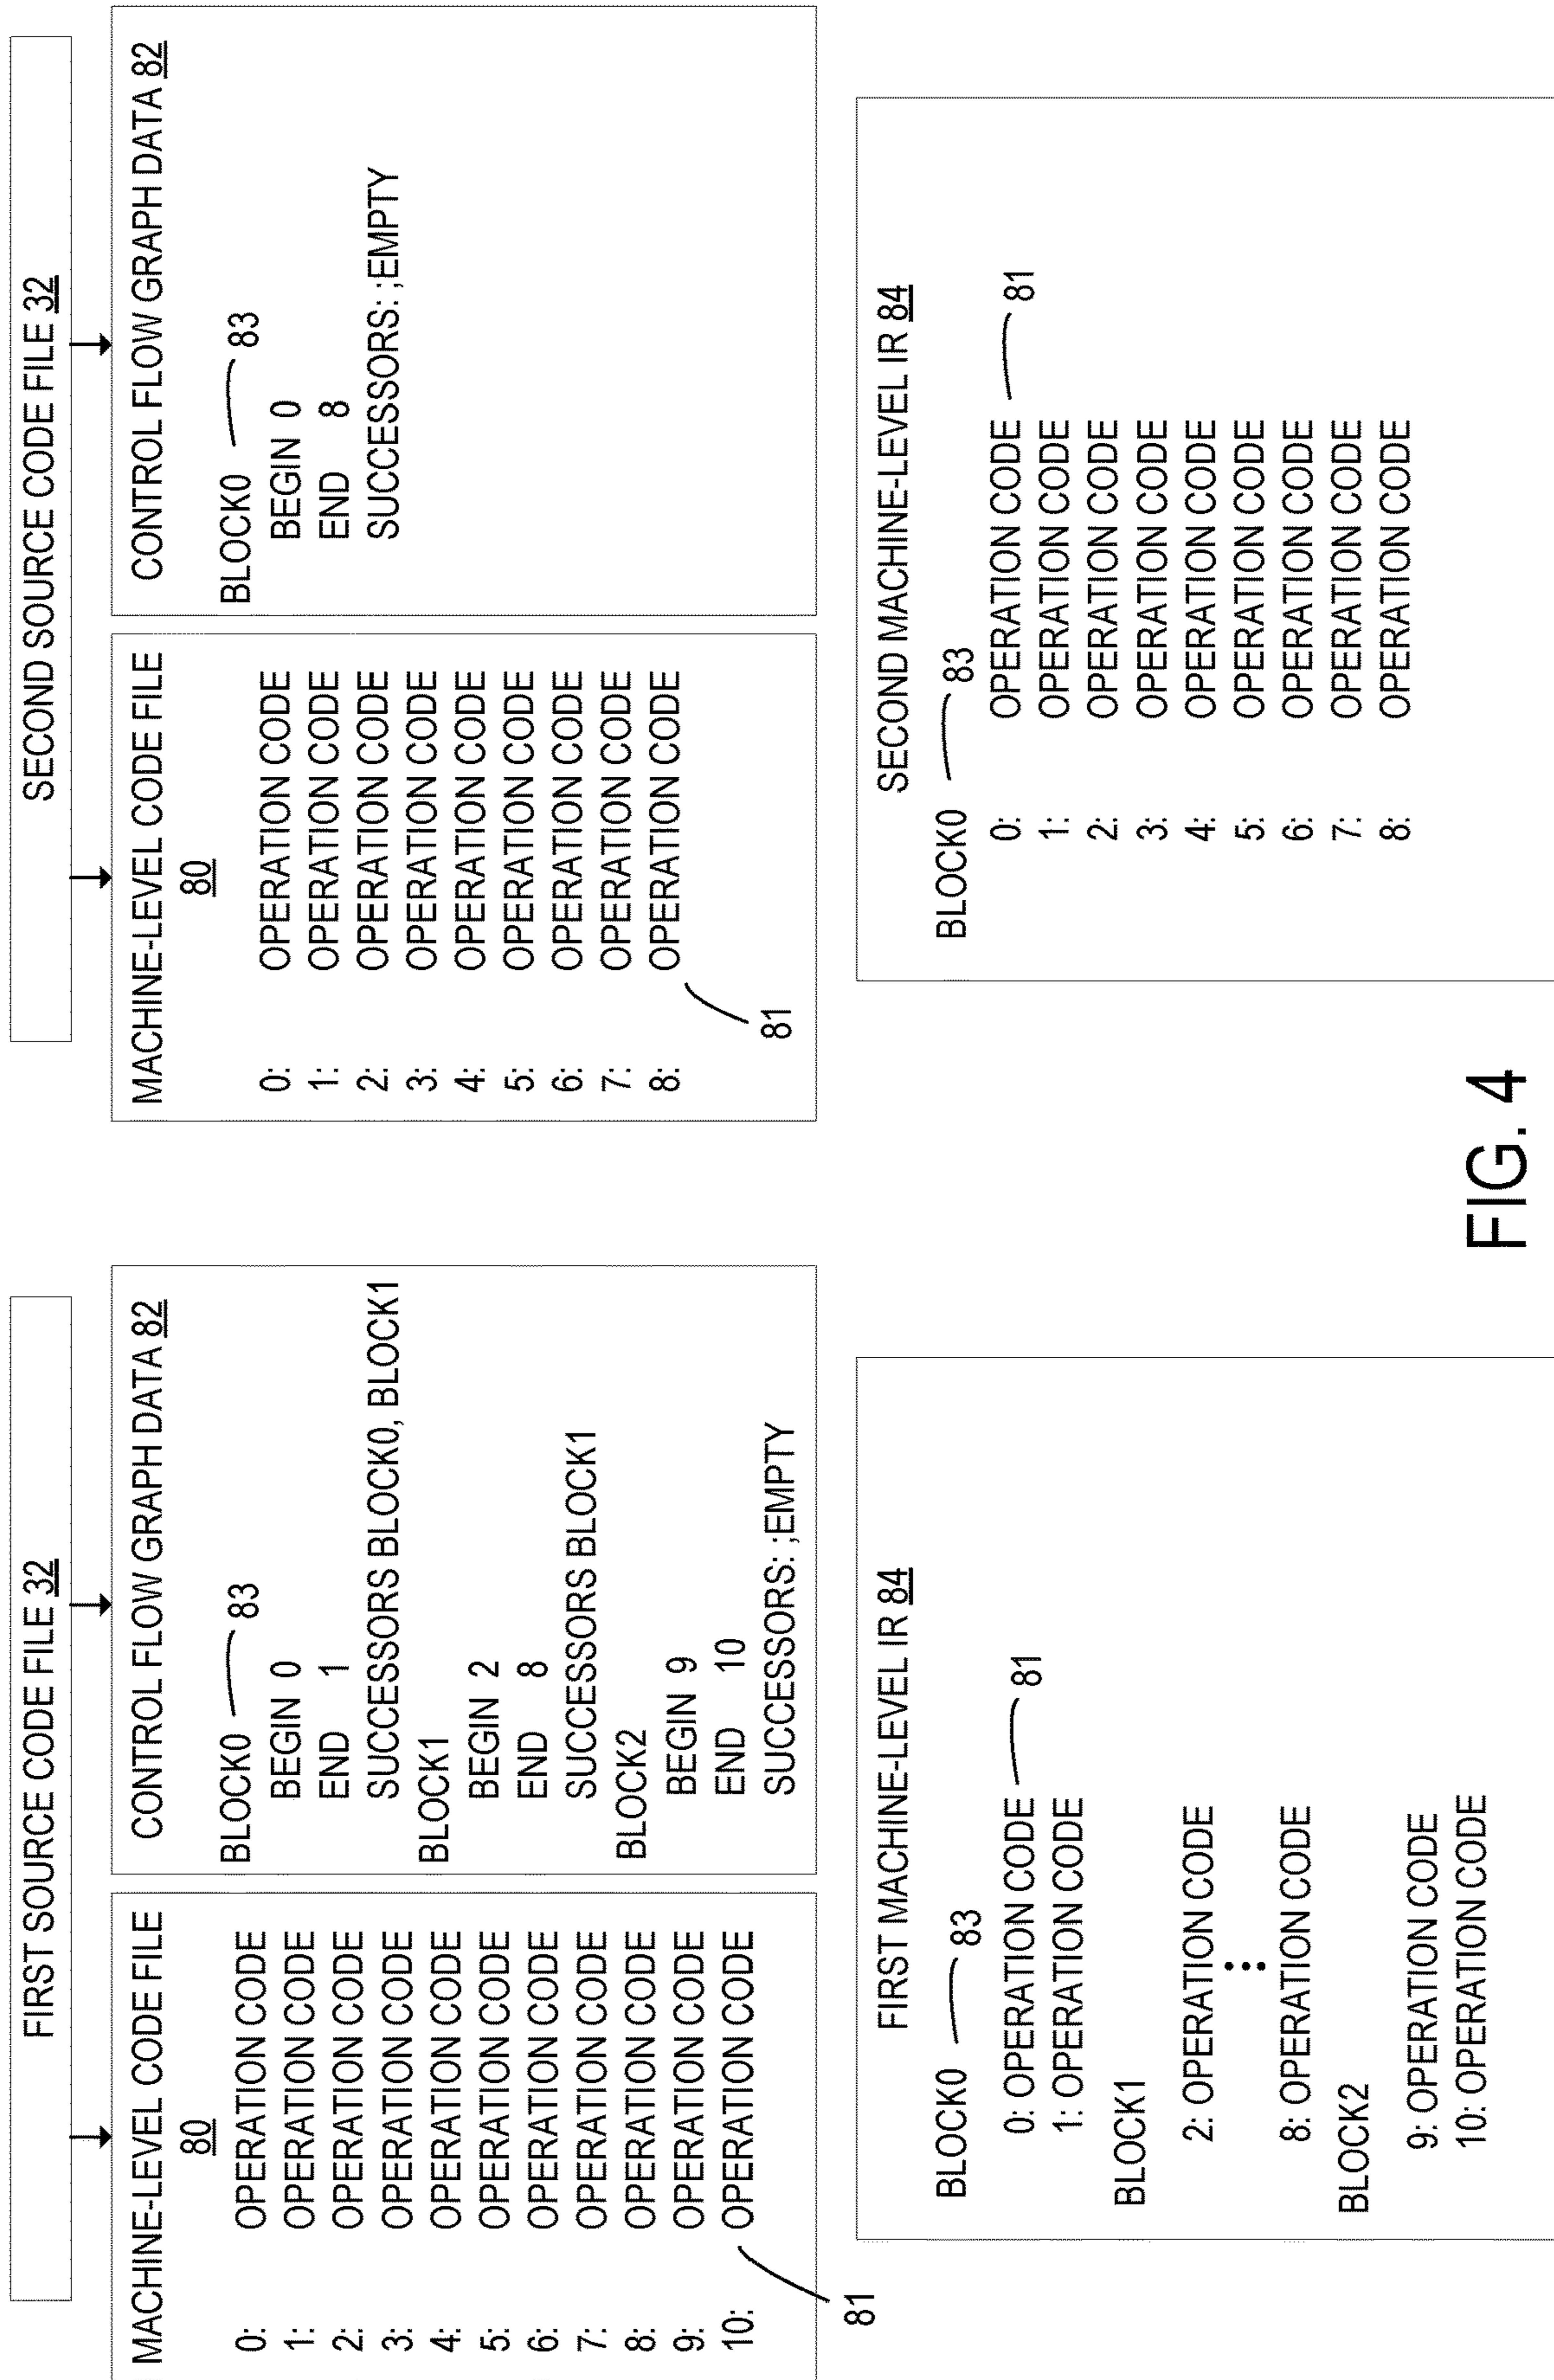 FIRST SOURCE CODE FILE 32
MACHINE-LEVEL CODE FILE
80
0: OPERATION CODE
1: OPERATION CODE
2: OPERATION CODE
3: OPERATION CODE
4: OPERATION CODE
5: OPERATION CODE
6: OPERATION CODE
7: OPERATION CODE
8: OPERATION CODE
9: OPERATION CODE
10: OPERATION CODE
81
CONTROL FLOW GRAPH DATA 82
BLOCK0 83
BEGIN 0
END 1
SUCCESSORS BLOCK0, BLOCK1
BLOCK1
BEGIN 2
END 8
SUCCESSORS BLOCK1
BLOCK2
BEGIN 9
END 10
SUCCESSORS: ;EMPTY
FIRST MACHINE-LEVEL IR 84
BLOCK0 83
0: OPERATION CODE 81
1: OPERATION CODE
BLOCK1
2: OPERATION CODE
8: OPERATION CODE
BLOCK2
9: OPERATION CODE
10: OPERATION CODE
SECOND SOURCE CODE FILE 32
MACHINE-LEVEL CODE FILE
80
0: OPERATION CODE
1: OPERATION CODE
2: OPERATION CODE
3: OPERATION CODE
4: OPERATION CODE
5: OPERATION CODE
6: OPERATION CODE
7: OPERATION CODE
8: OPERATION CODE
81
CONTROL FLOW GRAPH DATA 82
BLOCK0 83
BEGIN 0
END 8
SUCCESSORS: ;EMPTY
SECOND MACHINE-LEVEL IR 84
BLOCK0 83
0: OPERATION CODE 81
1: OPERATION CODE
2: OPERATION CODE
3: OPERATION CODE
4: OPERATION CODE
5: OPERATION CODE
6: OPERATION CODE
7: OPERATION CODE
8: OPERATION CODE
FIG. 4